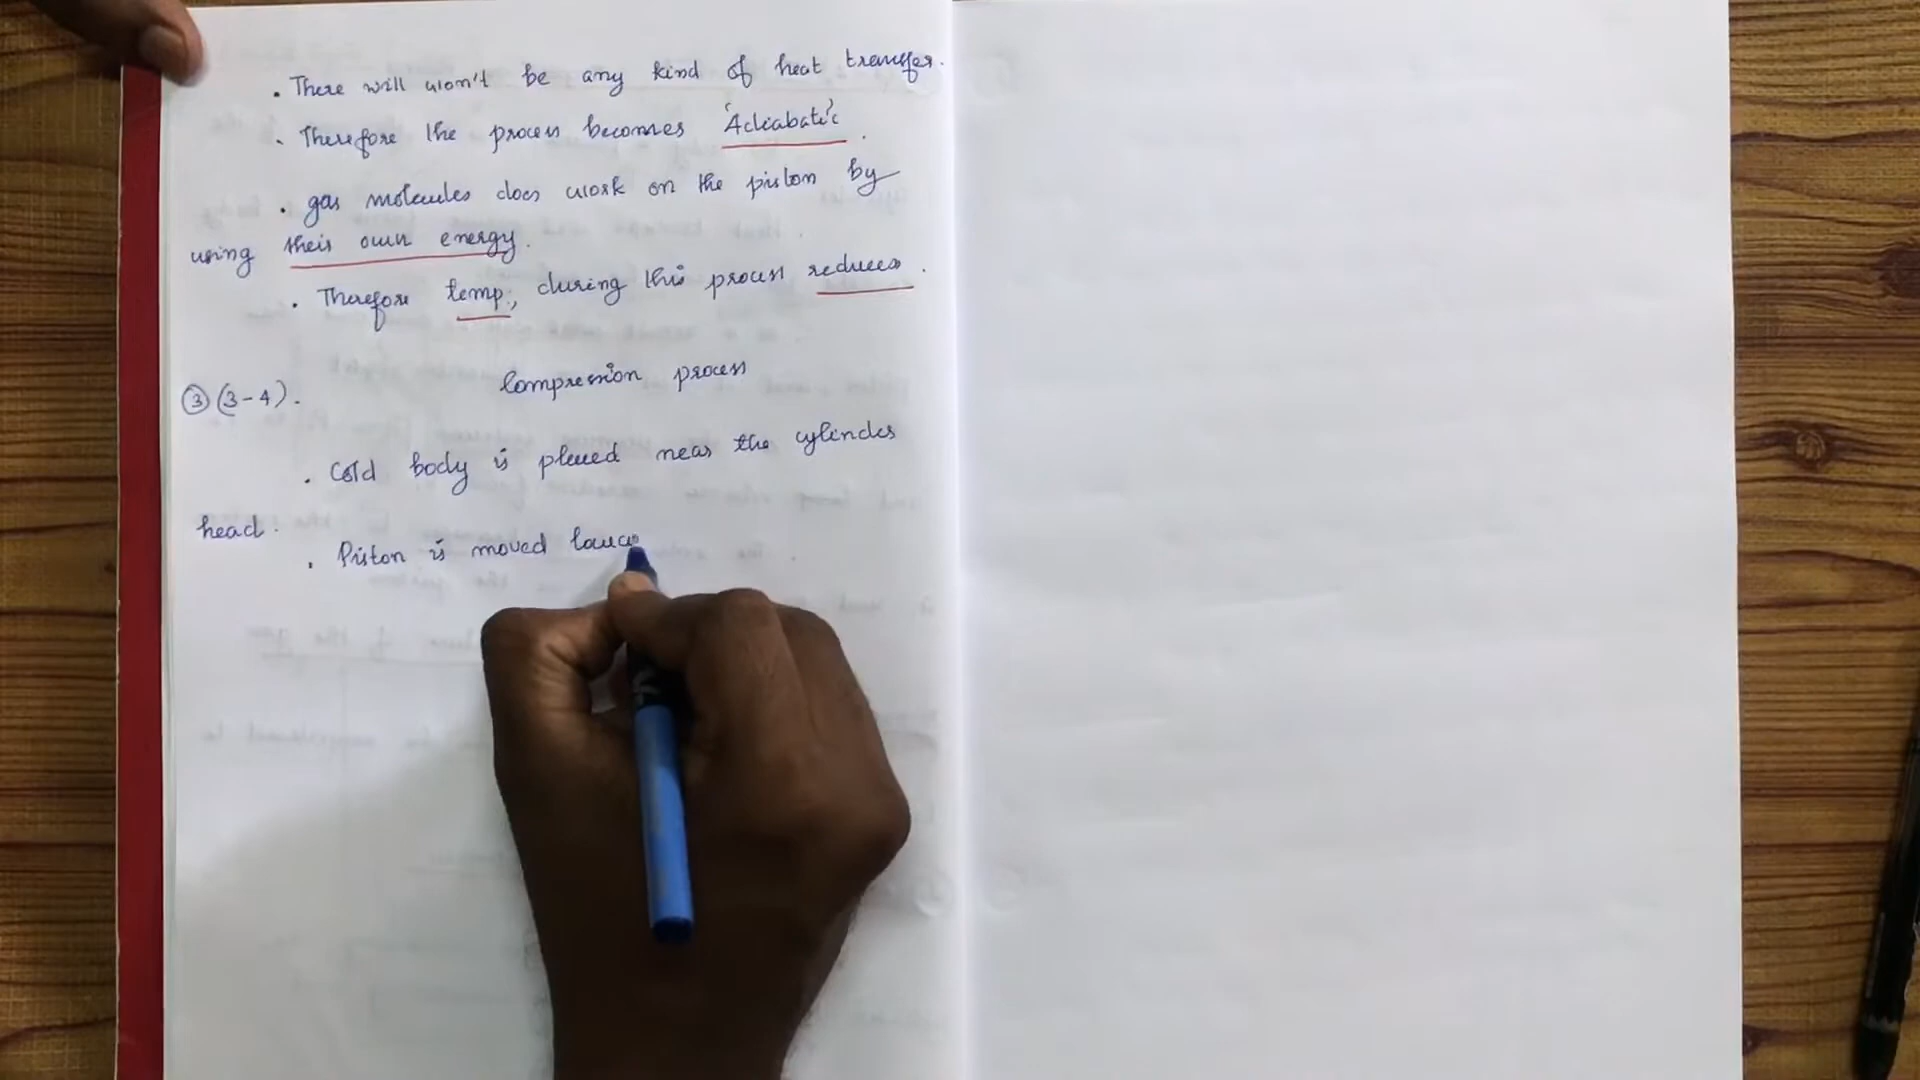 . There will won't be any kind of heat transfer.
. Therefore the process becomes 'Adiabatic'.
. gas molecules does work on the piston by
using their own energy.
. Therefore temp., during this process reduces.
③ (3-4). Compression process
. Cold body is placed near the cylinder
head.
. Piston is moved